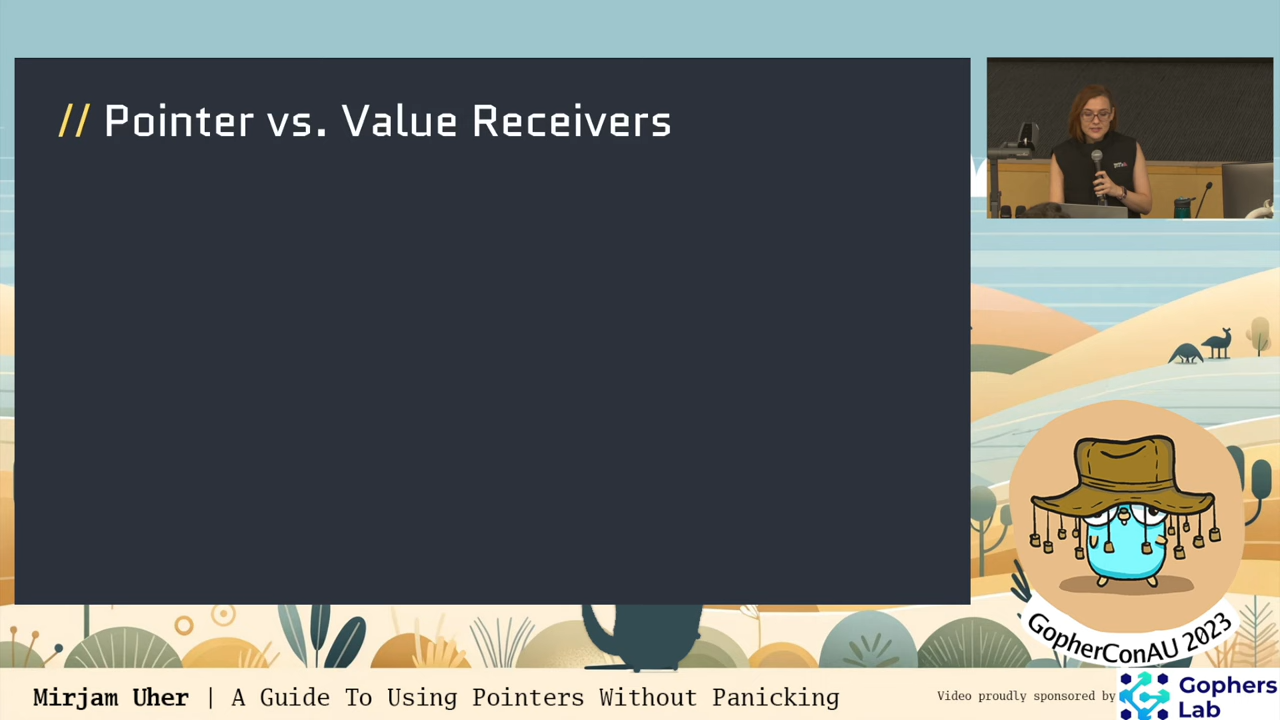 // Pointer vs. Value Receivers
GopherConAU 2023
Mirjam Uher | A Guide To Using Pointers Without Panicking
Video proudly sponsored by
Gophers
Lab